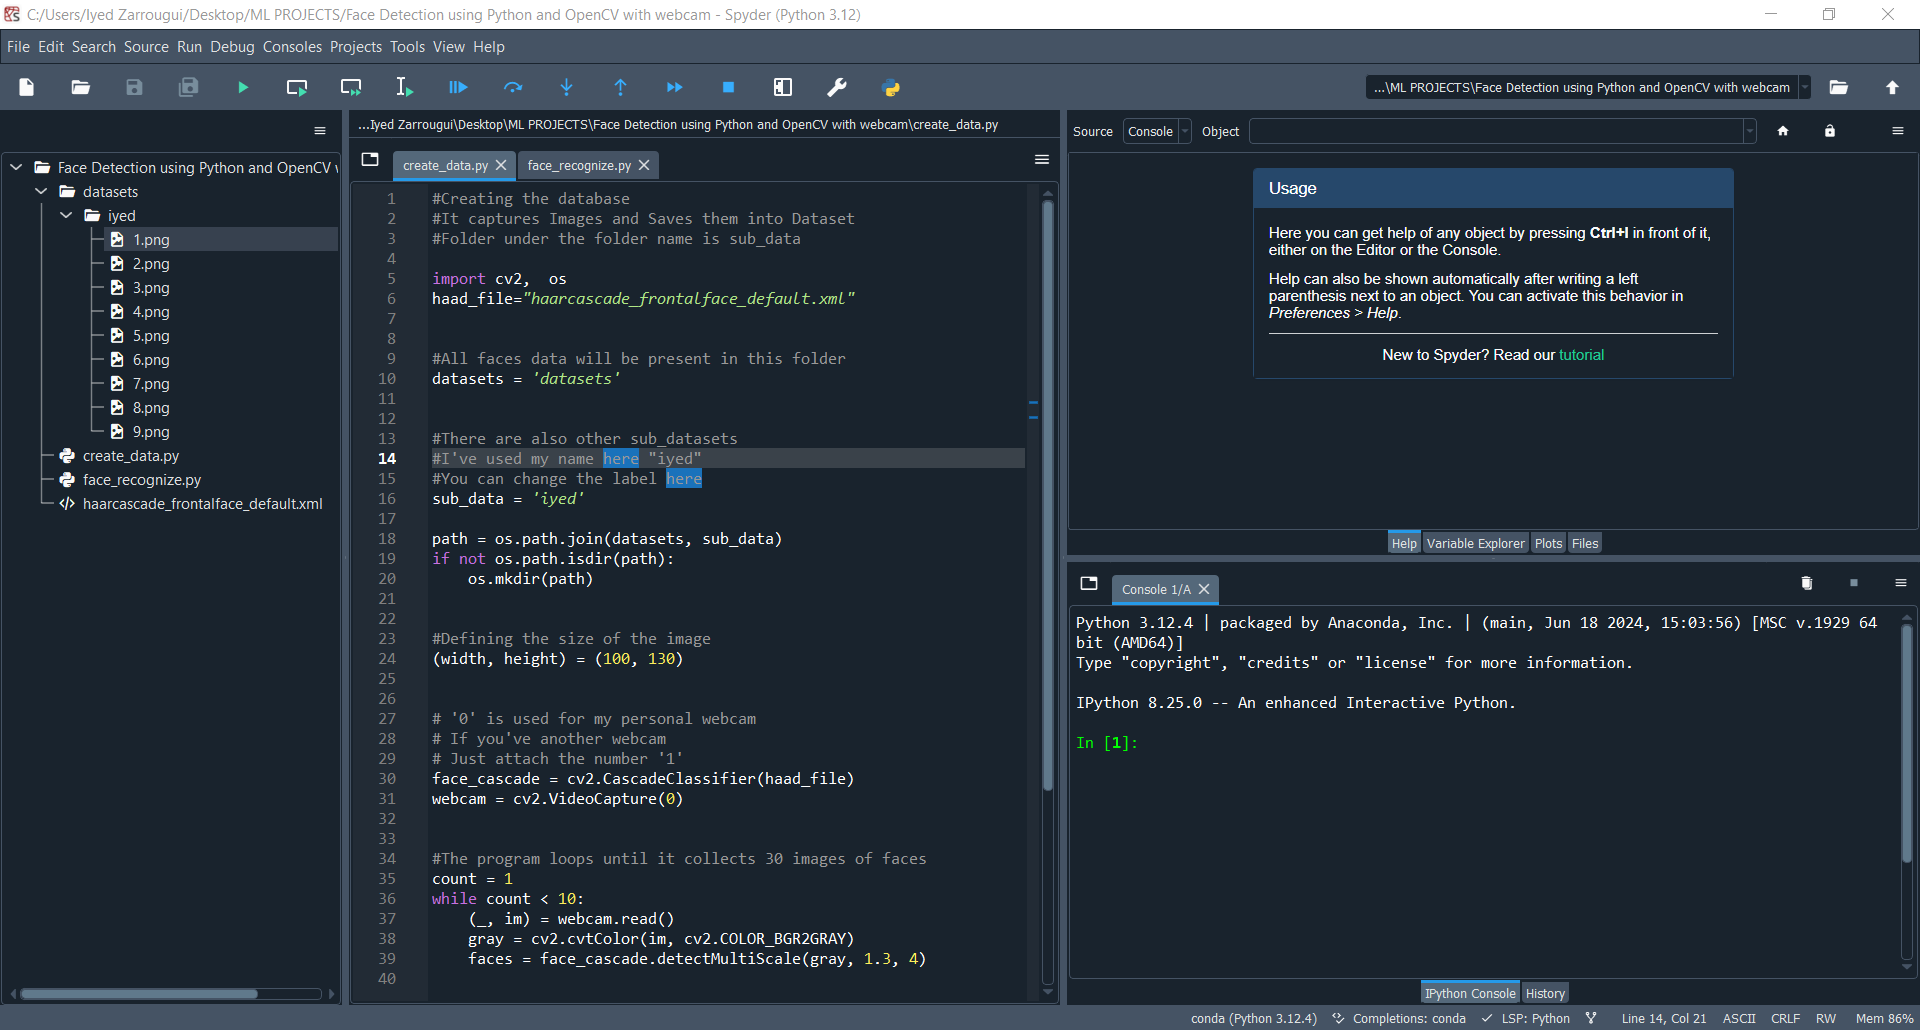 C:/Users/Iyed Zarrougui/Desktop/ML PROJECTS/Face Detection using Python and OpenCV with webcam - Spyder (Python 3.12)
File Edit Search Source Run Debug Consoles Projects Tools View Help
...\ML PROJECTS\Face Detection using Python and OpenCV with webcam
Face Detection using Python and OpenCV
datasets
iyed
1.png
2.png
3.png
4.png
5.png
6.png
7.png
8.png
9.png
create_data.py
face_recognize.py
haarcascade_frontalface_default.xml
...Iyed Zarrougui\Desktop\ML PROJECTS\Face Detection using Python and OpenCV with webcam\create_data.py
create_data.py face_recognize.py
1 #Creating the database
2 #It captures Images and Saves them into Dataset
3 #Folder under the folder name is sub_data
4
5 import cv2,  os
6 haad_file="haarcascade_frontalface_default.xml"
7
8
9 #All faces data will be present in this folder
10 datasets = 'datasets'
11
12
13 #There are also other sub_datasets
14 #I've used my name here "iyed"
15 #You can change the label here
16 sub_data = 'iyed'
17
18 path = os.path.join(datasets, sub_data)
19 if not os.path.isdir(path):
20     os.mkdir(path)
21
22
23 #Defining the size of the image
24 (width, height) = (100, 130)
25
26
27 # '0' is used for my personal webcam
28 # If you've another webcam
29 # Just attach the number '1'
30 face_cascade = cv2.CascadeClassifier(haad_file)
31 webcam = cv2.VideoCapture(0)
32
33
34 #The program loops until it collects 30 images of faces
35 count = 1
36 while count < 10:
37     (_, im) = webcam.read()
38     gray = cv2.cvtColor(im, cv2.COLOR_BGR2GRAY)
39     faces = face_cascade.detectMultiScale(gray, 1.3, 4)
40
Source Console Object
Usage
Here you can get help of any object by pressing Ctrl+I in front of it,
either on the Editor or the Console.
Help can also be shown automatically after writing a left
parenthesis next to an object. You can activate this behavior in
Preferences > Help.
New to Spyder? Read our tutorial
Help Variable Explorer Plots Files
Console 1/A
Python 3.12.4 | packaged by Anaconda, Inc. | (main, Jun 18 2024, 15:03:56) [MSC v.1929 64
bit (AMD64)]
Type "copyright", "credits" or "license" for more information.
IPython 8.25.0 -- An enhanced Interactive Python.
In [1]:
IPython Console History
conda (Python 3.12.4) Completions: conda LSP: Python Line 14, Col 21 ASCII CRLF RW Mem 86%